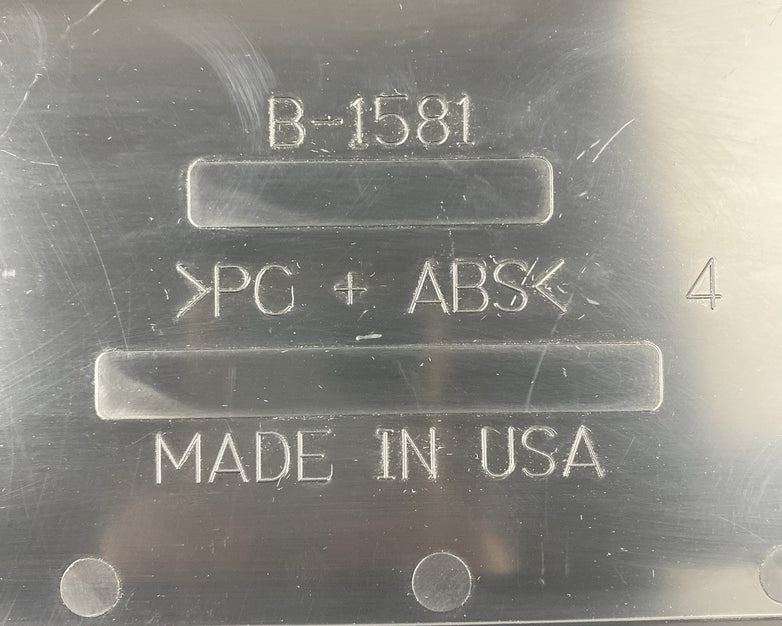 B-1581
>PC + ABS<
4
MADE IN USA